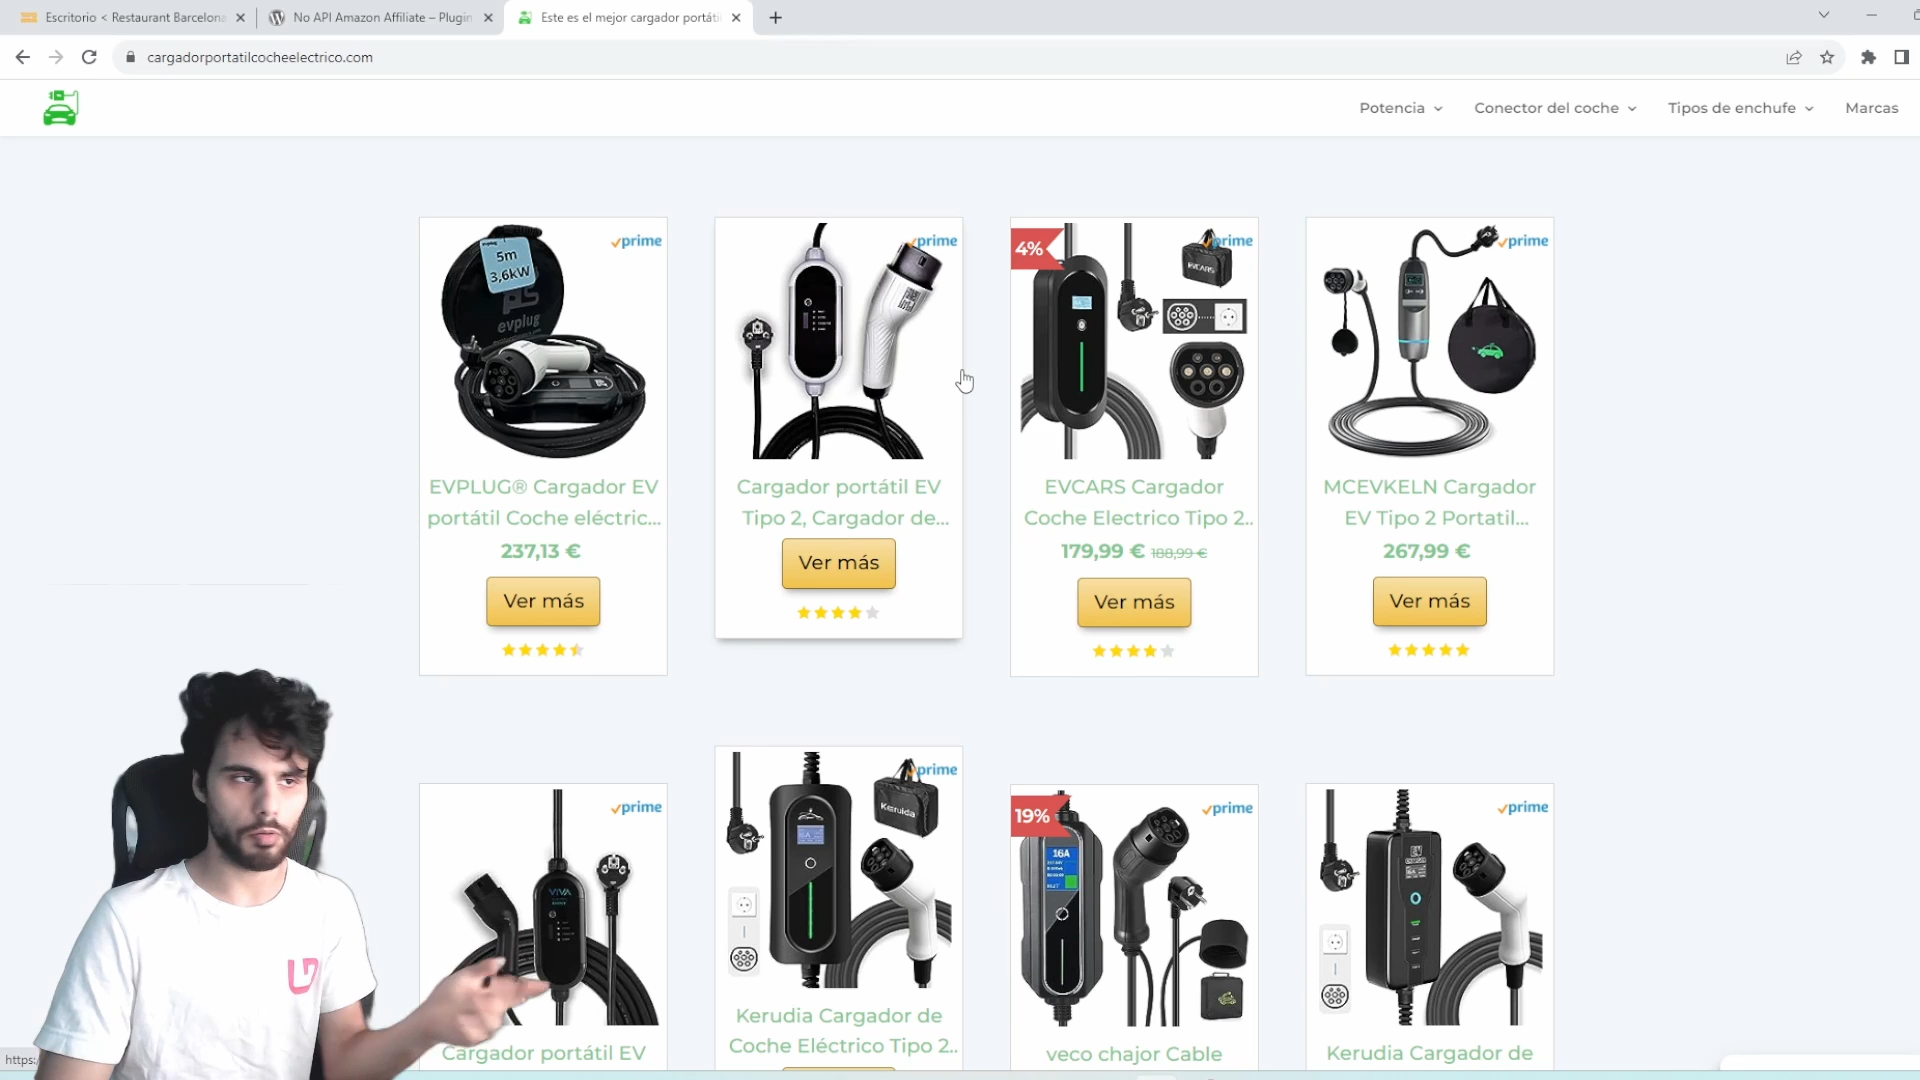 Escritorio < Restaurant Barcelona
No API Amazon Affiliate – Plugin
Este es el mejor cargador portáti
cargadorportatilcocheelectrico.com
Potencia
Conector del coche
Tipos de enchufe
Marcas
5m
3,6kW
evplug
prime
EVPLUG® Cargador EV
portátil Coche eléctric...
237,13 €
Ver más
prime
Cargador portátil EV
Tipo 2, Cargador de...
Ver más
4%
prime
EVCARS
EVCARS Cargador
Coche Electrico Tipo 2..
179,99 € 188,99 €
Ver más
prime
MCEVKELN Cargador
EV Tipo 2 Portatil...
267,99 €
Ver más
prime
VIVA
Cargador portátil EV
prime
Keruida
Kerudia Cargador de
Coche Eléctrico Tipo 2..
19%
prime
16A
veco chajor Cable
prime
Kerudia Cargador de
https: